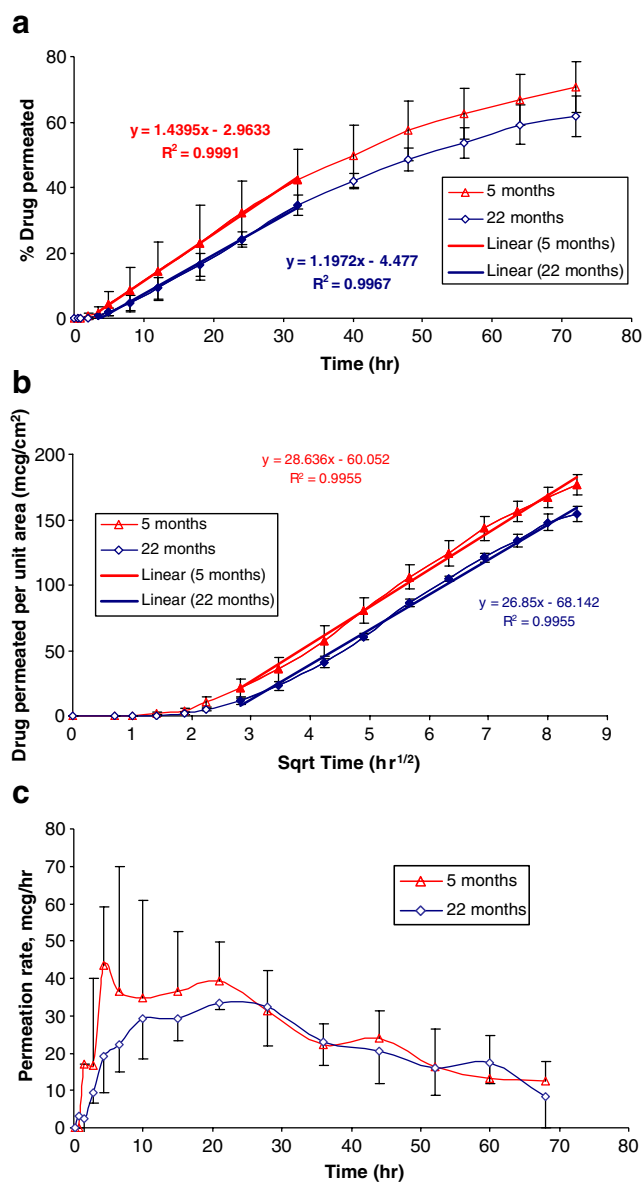 a
80
60
40
20
0
% Drug permeated
y = 1.4395x - 2.9633
R² = 0.9991
y = 1.1972x - 4.477
R² = 0.9967
5 months
22 months
Linear (5 months)
Linear (22 months)
0 10 20 30 40 50 60 70 80
Time (hr)
b
200
150
100
50
0
Drug permeated per unit area (mcg/cm²)
y = 28.636x - 60.052
R² = 0.9955
5 months
22 months
Linear (5 months)
Linear (22 months)
y = 26.85x - 68.142
R² = 0.9955
0 1 2 3 4 5 6 7 8 9
Sqrt Time (hr^1/2)
c
80
70
60
50
40
30
20
10
0
Permeation rate, mcg/hr
5 months
22 months
0 10 20 30 40 50 60 70 80
Time (hr)